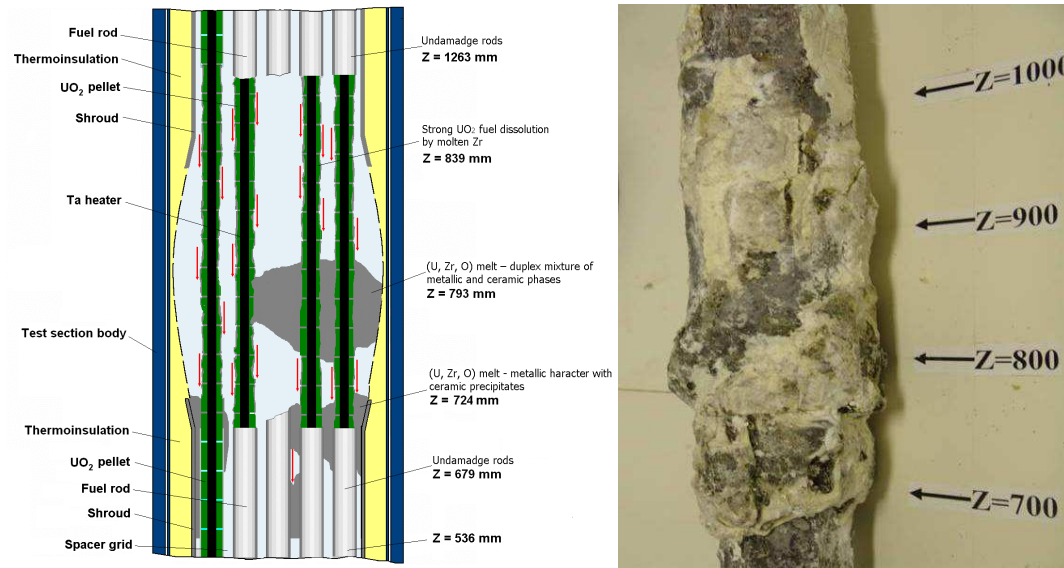 Fuel rod
Thermoinsulation
UO₂ pellet
Shroud
Ta heater
Test section body
Thermoinsulation
UO₂ pellet
Fuel rod
Shroud
Spacer grid
Undamadge rods
Z = 1263 mm
Strong UO₂ fuel dissolution
by molten Zr
Z = 839 mm
(U, Zr, O) melt – duplex mixture of
metallic and ceramic phases
Z = 793 mm
(U, Zr, O) melt - metallic haracter with
ceramic precipitates
Z = 724 mm
Undamadge rods
Z = 679 mm
Z = 536 mm
Z=1000
Z=900
Z=800
Z=700